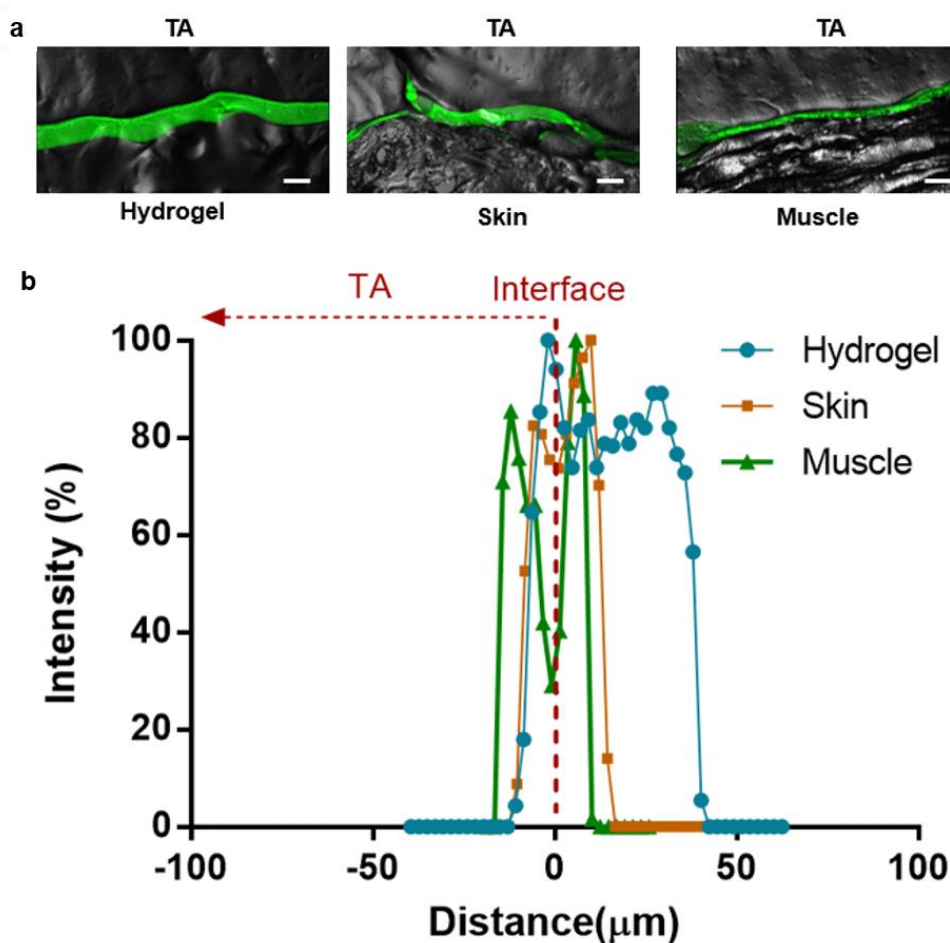 a
TA TA TA
Hydrogel Skin Muscle
b
TA Interface
100
80
60
40
20
0
-100 -50 0 50 100
Intensity (%)
Distance(μm)
Hydrogel
Skin
Muscle